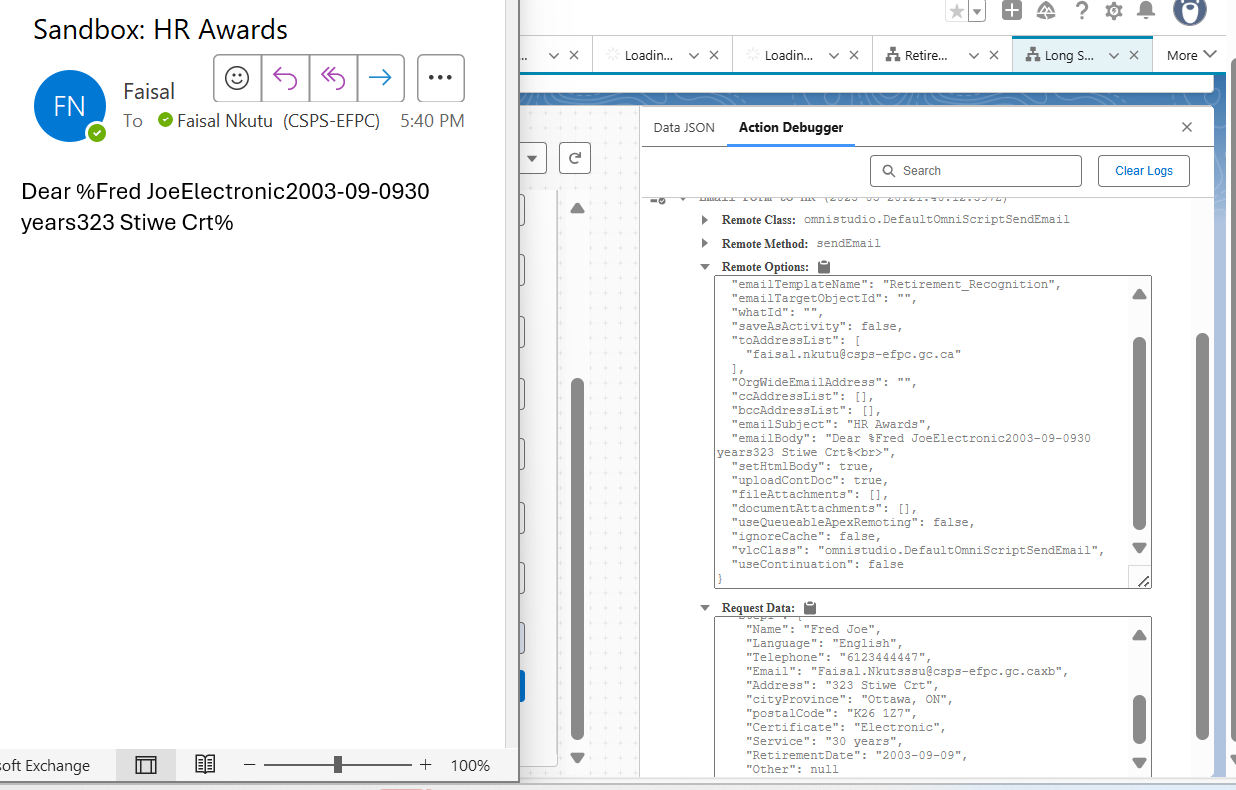 Sandbox: HR Awards
FN
Faisal
To Faisal Nkutu (CSPS-EFPC) 5:40 PM
Dear %Fred JoeElectronic2003-09-0930
years323 Stiwe Crt%
soft Exchange
100%
... Loadin... Loadin... Retire... Long S... More
Data JSON Action Debugger
Search Clear Logs
Remote Class: omnistudio.DefaultOmniScriptSendEmail
Remote Method: sendEmail
Remote Options:
"emailTemplateName": "Retirement_Recognition",
"emailTargetObjectId": "",
"whatId": "",
"saveAsActivity": false,
"toAddressList": [
"faisal.nkutu@csps-efpc.gc.ca"
],
"OrgWideEmailAddress": "",
"ccAddressList": [],
"bccAddressList": [],
"emailSubject": "HR Awards",
"emailBody": "Dear %Fred JoeElectronic2003-09-0930
years323 Stiwe Crt%<br>",
"setHtmlBody": true,
"uploadContDoc": true,
"fileAttachments": [],
"documentAttachments": [],
"useQueueableApexRemoting": false,
"ignoreCache": false,
"vlcClass": "omnistudio.DefaultOmniScriptSendEmail",
"useContinuation": false
}
Request Data:
"Name": "Fred Joe",
"Language": "English",
"Telephone": "6123444447",
"Email": "Faisal.Nkutsssu@csps-efpc.gc.caxb",
"Address": "323 Stiwe Crt",
"cityProvince": "Ottawa, ON",
"postalCode": "K26 1Z7",
"Certificate": "Electronic",
"Service": "30 years",
"RetirementDate": "2003-09-09",
"Other": null